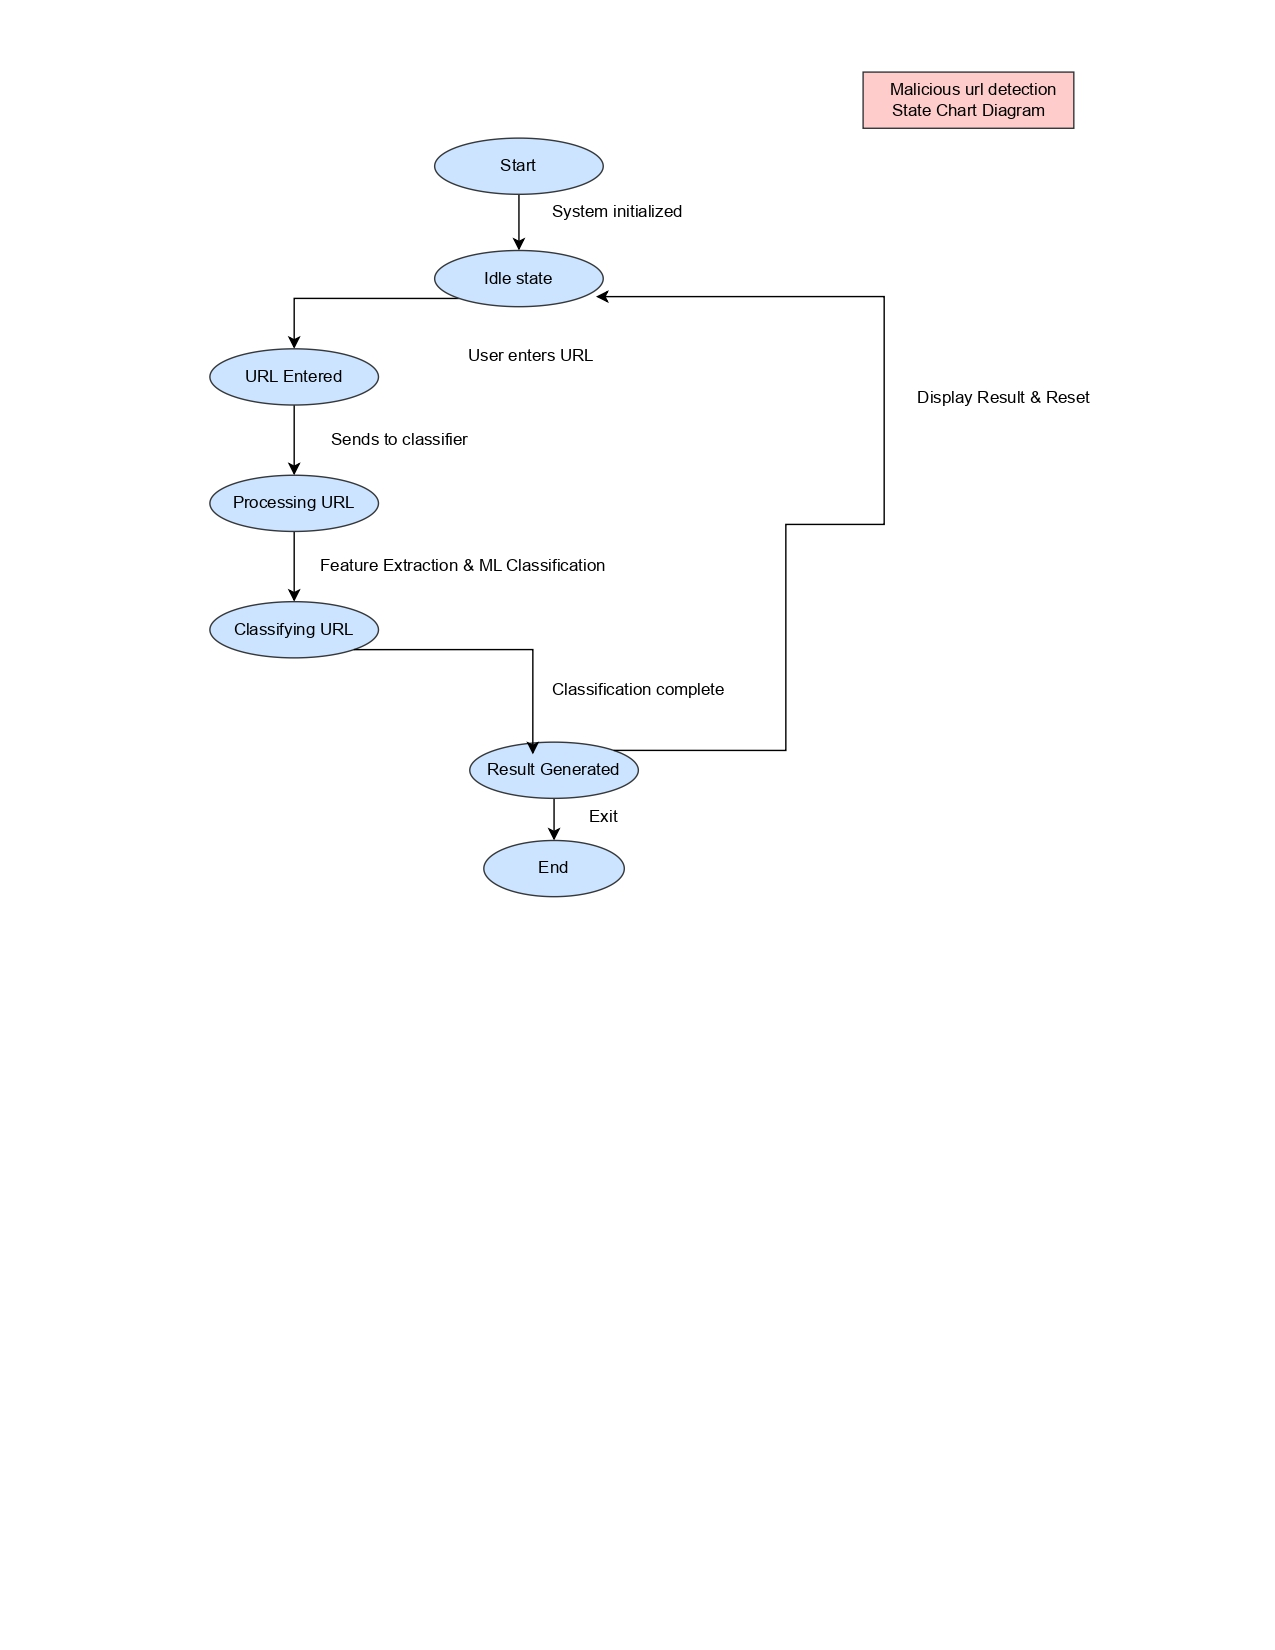 Malicious url detection
State Chart Diagram
Start
System initialized
Idle state
User enters URL
URL Entered
Display Result & Reset
Sends to classifier
Processing URL
Feature Extraction & ML Classification
Classifying URL
Classification complete
Result Generated
Exit
End